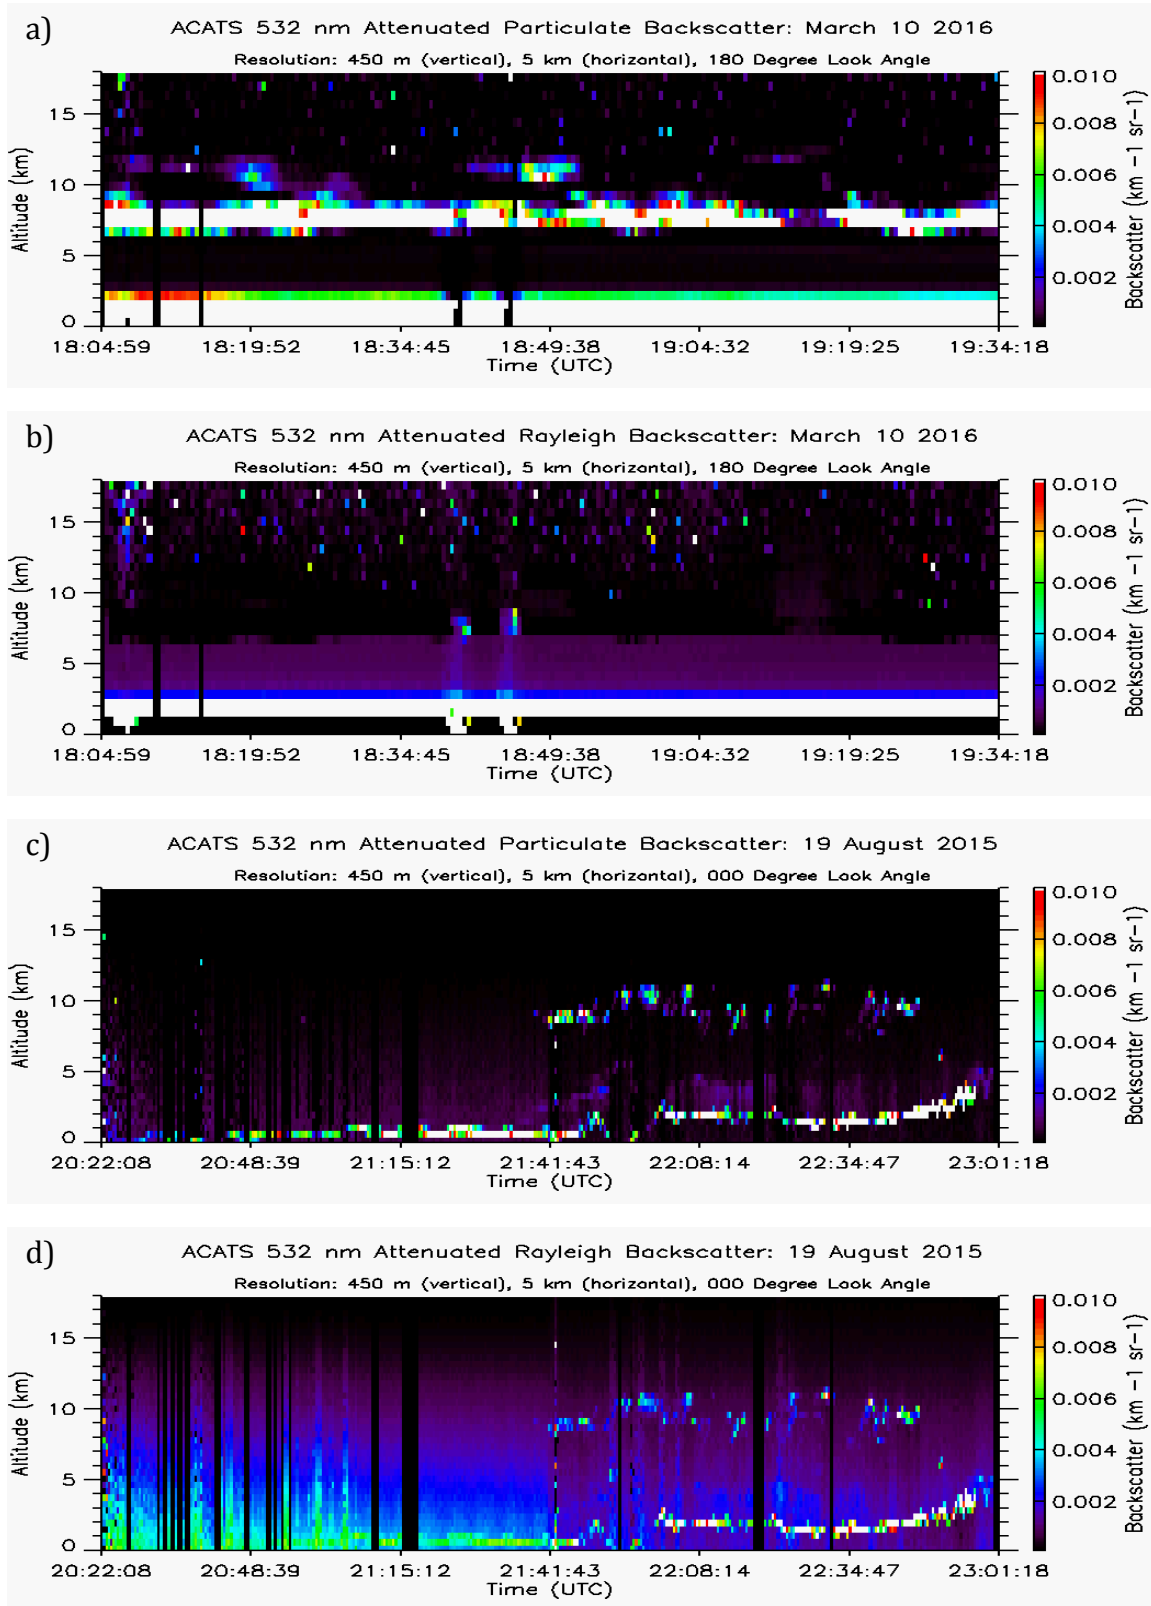 a)
ACATS 532 nm Attenuated Particulate Backscatter: March 10 2016
Resolution: 450 m (vertical), 5 km (horizontal), 180 Degree Look Angle
Altitude (km)
15
10
5
0
18:04:59 18:19:52 18:34:45 18:49:38 19:04:32 19:19:25 19:34:18
Time (UTC)
0.010
0.008
0.006
0.004
0.002
Backscatter (km -1 sr-1)
b)
ACATS 532 nm Attenuated Rayleigh Backscatter: March 10 2016
Resolution: 450 m (vertical), 5 km (horizontal), 180 Degree Look Angle
Altitude (km)
15
10
5
0
18:04:59 18:19:52 18:34:45 18:49:38 19:04:32 19:19:25 19:34:18
Time (UTC)
0.010
0.008
0.006
0.004
0.002
Backscatter (km -1 sr-1)
c)
ACATS 532 nm Attenuated Particulate Backscatter: 19 August 2015
Resolution: 450 m (vertical), 5 km (horizontal), 000 Degree Look Angle
Altitude (km)
15
10
5
0
20:22:08 20:48:39 21:15:12 21:41:43 22:08:14 22:34:47 23:01:18
Time (UTC)
0.010
0.008
0.006
0.004
0.002
Backscatter (km -1 sr-1)
d)
ACATS 532 nm Attenuated Rayleigh Backscatter: 19 August 2015
Resolution: 450 m (vertical), 5 km (horizontal), 000 Degree Look Angle
Altitude (km)
15
10
5
0
20:22:08 20:48:39 21:15:12 21:41:43 22:08:14 22:34:47 23:01:18
Time (UTC)
0.010
0.008
0.006
0.004
0.002
Backscatter (km -1 sr-1)